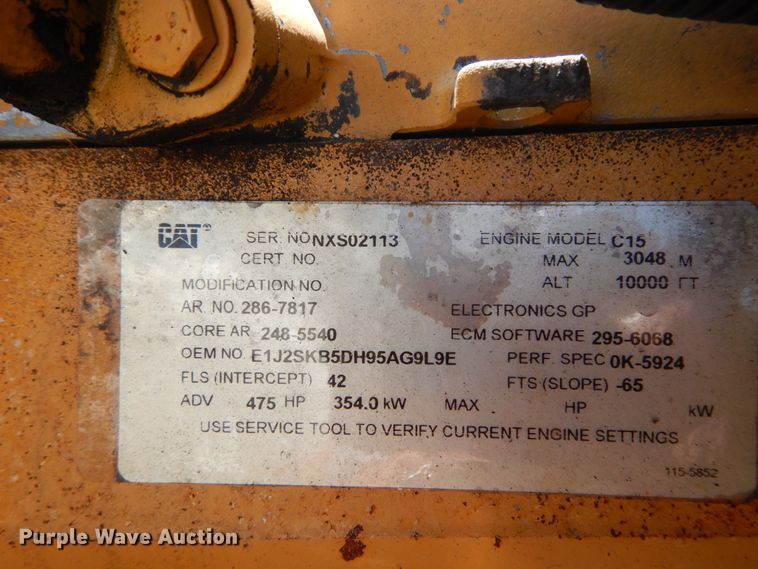 CAT® SER. NO NXS02113 ENGINE MODEL C15
CERT NO. MAX 3048 M
MODIFICATION NO. ALT 10000 FT
AR. NO. 286-7817 ELECTRONICS GP
CORE AR 248-5540 ECM SOFTWARE 295-6068
OEM NO. E1J2SKB5DH95AG9L9E PERF. SPEC 0K-5924
FLS (INTERCEPT) 42 FTS (SLOPE) -65
ADV 475 HP 354.0 kW MAX HP kW
USE SERVICE TOOL TO VERIFY CURRENT ENGINE SETTINGS
115-5852
Purple Wave Auction